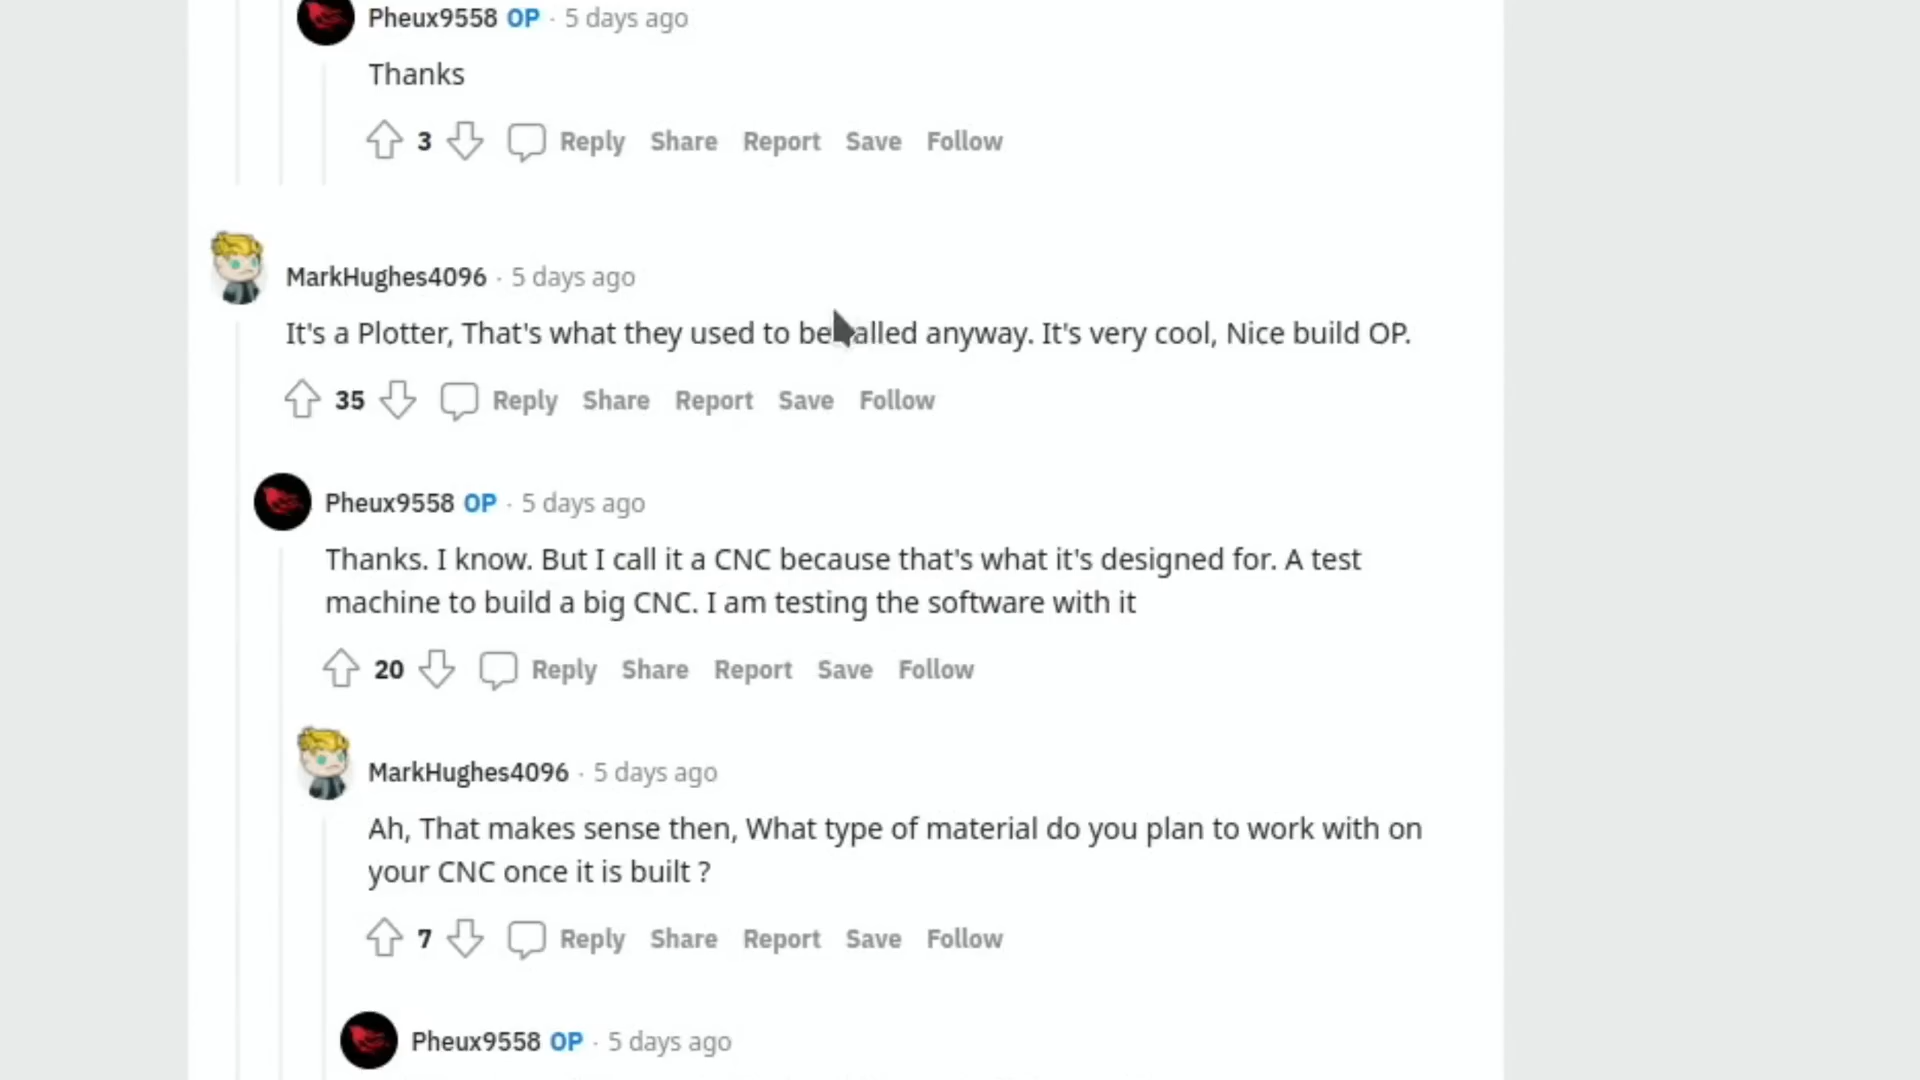 Pheux9558 OP · 5 days ago
Thanks
3 Reply Share Report Save Follow
MarkHughes4096 · 5 days ago
It's a Plotter, That's what they used to be alled anyway. It's very cool, Nice build OP.
35 Reply Share Report Save Follow
Pheux9558 OP · 5 days ago
Thanks. I know. But I call it a CNC because that's what it's designed for. A test
machine to build a big CNC. I am testing the software with it
20 Reply Share Report Save Follow
MarkHughes4096 · 5 days ago
Ah, That makes sense then, What type of material do you plan to work with on
your CNC once it is built ?
7 Reply Share Report Save Follow
Pheux9558 OP · 5 days ago